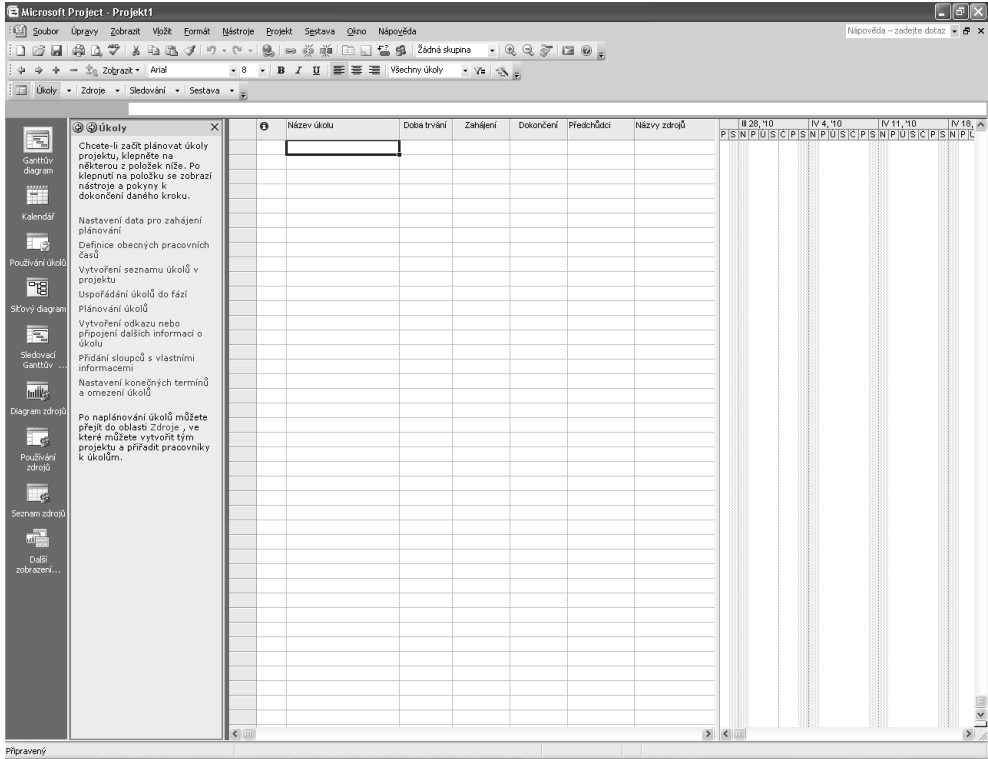 Microsoft Project - Projekt1
Soubor Úpravy Zobrazit Vložit Formát Nástroje Projekt Sestava Okno Nápověda
Nápověda – zadejte dotaz
Žádná skupina
Zobrazit Arial 8 B I U Všechny úkoly
Úkoly Zdroje Sledování Sestava
Ganttův
diagram
Kalendář
Používání úkolů
Síťový diagram
Sledovací
Ganttův ...
Diagram zdrojů
Používání
zdrojů
Seznam zdrojů
Další
zobrazení...
Úkoly
Chcete-li začít plánovat úkoly
projektu, klepněte na
některou z položek níže. Po
klepnutí na položku se zobrazí
nástroje a pokyny k
dokončení daného kroku.
Nastavení data pro zahájení
plánování
Definice obecných pracovních
časů
Vytvoření seznamu úkolů v
projektu
Uspořádání úkolů do fází
Plánování úkolů
Vytvoření odkazu nebo
připojení dalších informací o
úkolu
Přidání sloupců s vlastními
informacemi
Nastavení konečných termínů
a omezení úkolů
Po naplánování úkolů můžete
přejít do oblasti Zdroje , ve
které můžete vytvořit tým
projektu a přiřadit pracovníky
k úkolům.
Název úkolu Doba trvání Zahájení Dokončení Předchůdci Názvy zdrojů
III 28, '10 IV 4, '10 IV 11, '10 IV 18,
P S N P Ú S Č P S N P Ú S Č P S N P Ú S Č P S N P Ú
Připravený